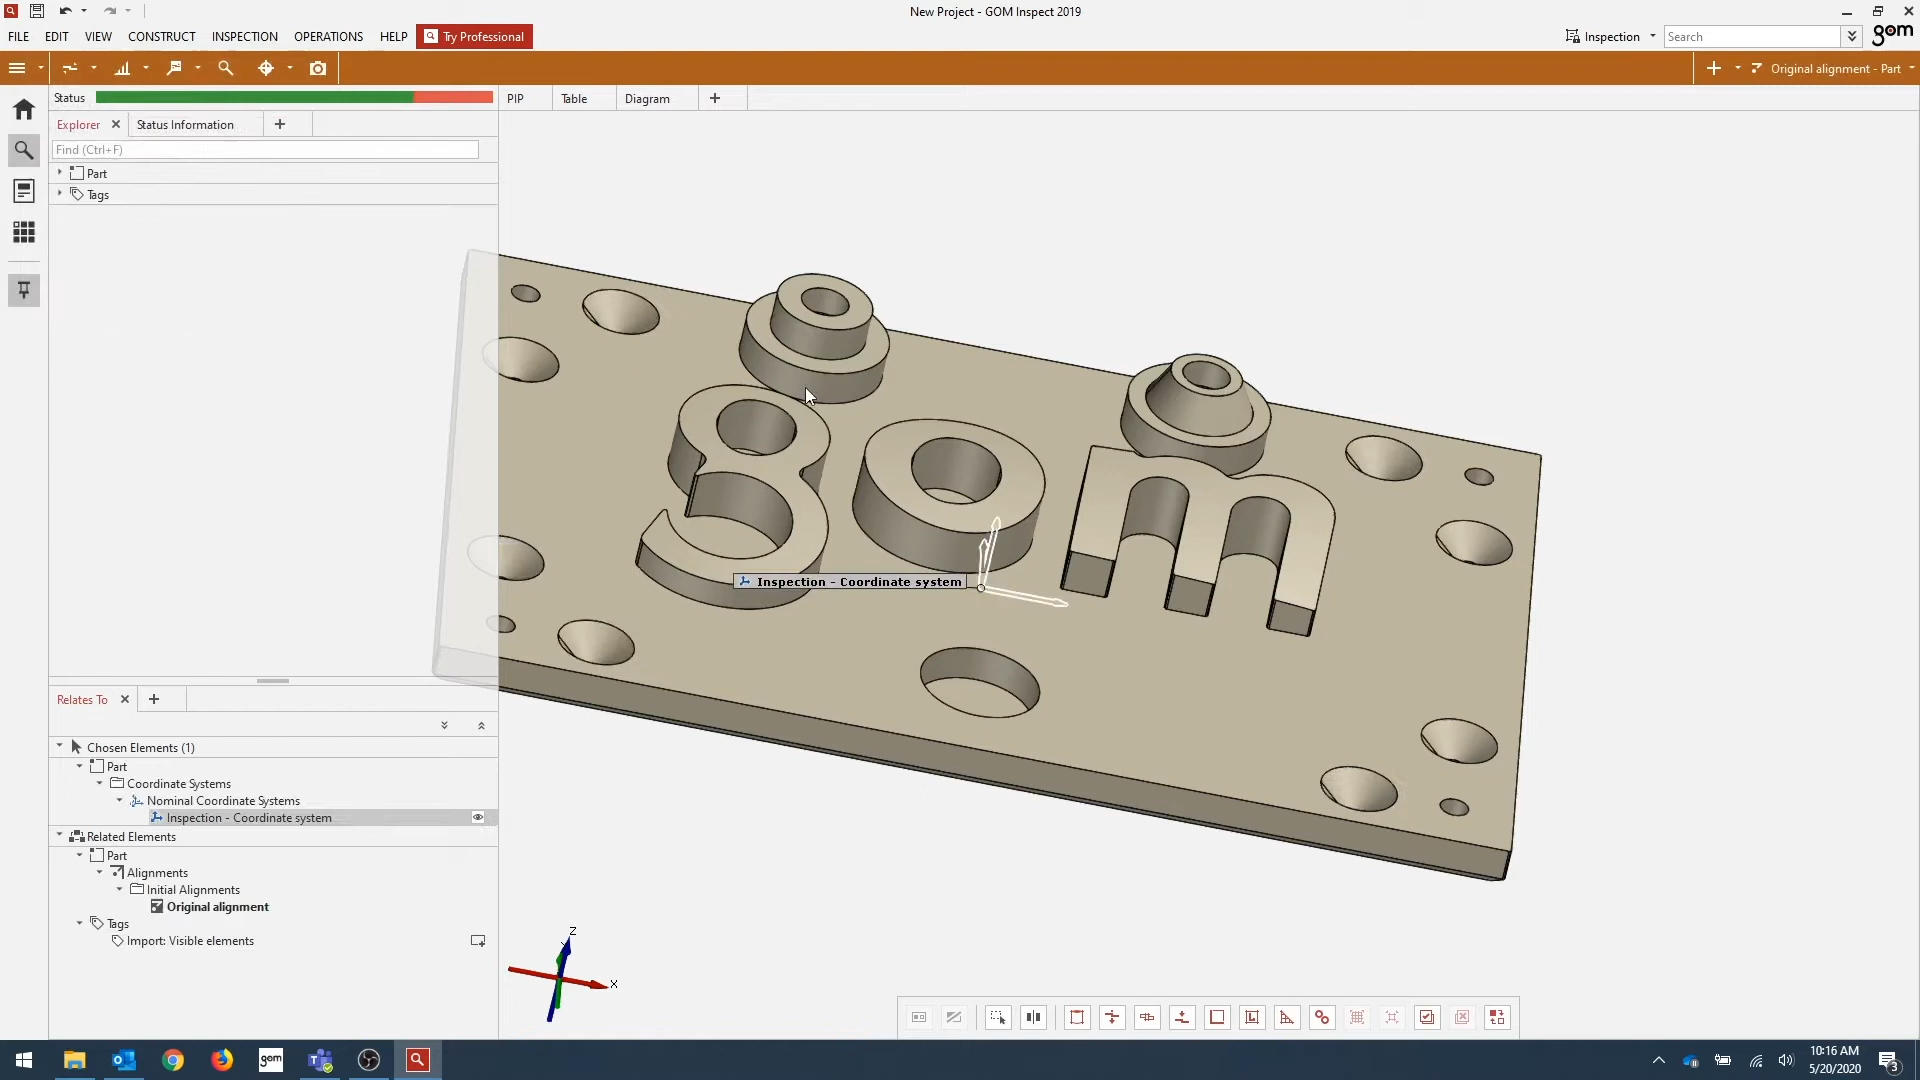 New Project - GOM Inspect 2019
FILE EDIT VIEW CONSTRUCT INSPECTION OPERATIONS HELP Try Professional Inspection Search gom
Original alignment - Part
Status PIP Table Diagram
Explorer Status Information
Find (Ctrl+F)
Part
Tags
gom
Inspection - Coordinate system
Relates To
Chosen Elements (1)
Part
Coordinate Systems
Nominal Coordinate Systems
Inspection - Coordinate system
Related Elements
Part
Alignments
Initial Alignments
Original alignment
Tags
Import: Visible elements
Z
X
gom
10:16 AM
5/20/2020
3